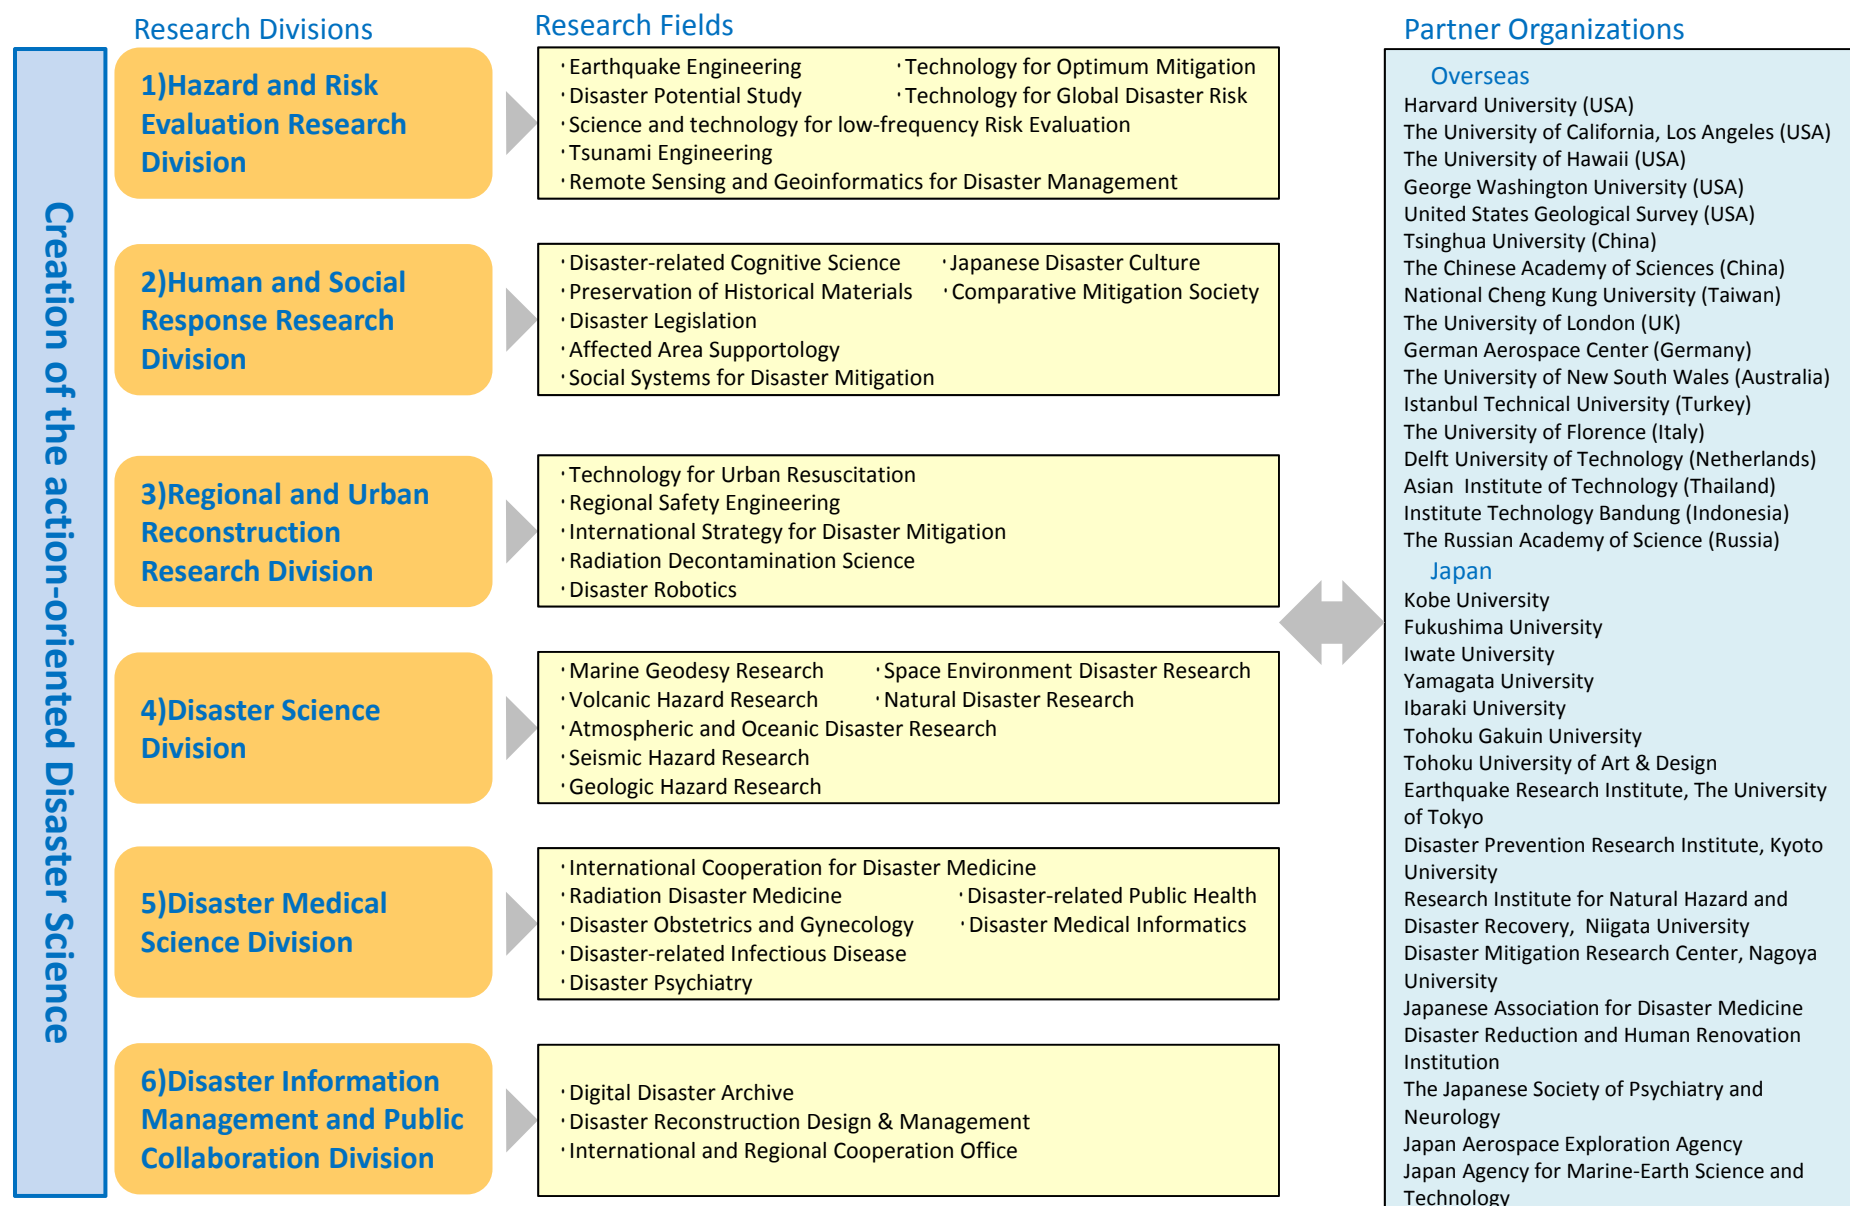 Creation of the action-oriented Disaster Science
Research Divisions
1)Hazard and Risk
Evaluation Research
Division
2)Human and Social
Response Research
Division
3)Regional and Urban
Reconstruction
Research Division
4)Disaster Science
Division
5)Disaster Medical
Science Division
6)Disaster Information
Management and Public
Collaboration Division
Research Fields
・Earthquake Engineering ・Technology for Optimum Mitigation
・Disaster Potential Study ・Technology for Global Disaster Risk
・Science and technology for low-frequency Risk Evaluation
・Tsunami Engineering
・Remote Sensing and Geoinformatics for Disaster Management
・Disaster-related Cognitive Science ・Japanese Disaster Culture
・Preservation of Historical Materials ・Comparative Mitigation Society
・Disaster Legislation
・Affected Area Supportology
・Social Systems for Disaster Mitigation
・Technology for Urban Resuscitation
・Regional Safety Engineering
・International Strategy for Disaster Mitigation
・Radiation Decontamination Science
・Disaster Robotics
・Marine Geodesy Research ・Space Environment Disaster Research
・Volcanic Hazard Research ・Natural Disaster Research
・Atmospheric and Oceanic Disaster Research
・Seismic Hazard Research
・Geologic Hazard Research
・International Cooperation for Disaster Medicine
・Radiation Disaster Medicine ・Disaster-related Public Health
・Disaster Obstetrics and Gynecology ・Disaster Medical Informatics
・Disaster-related Infectious Disease
・Disaster Psychiatry
・Digital Disaster Archive
・Disaster Reconstruction Design & Management
・International and Regional Cooperation Office
Partner Organizations
Overseas
Harvard University (USA)
The University of California, Los Angeles (USA)
The University of Hawaii (USA)
George Washington University (USA)
United States Geological Survey (USA)
Tsinghua University (China)
The Chinese Academy of Sciences (China)
National Cheng Kung University (Taiwan)
The University of London (UK)
German Aerospace Center (Germany)
The University of New South Wales (Australia)
Istanbul Technical University (Turkey)
The University of Florence (Italy)
Delft University of Technology (Netherlands)
Asian Institute of Technology (Thailand)
Institute Technology Bandung (Indonesia)
The Russian Academy of Science (Russia)
Japan
Kobe University
Fukushima University
Iwate University
Yamagata University
Ibaraki University
Tohoku Gakuin University
Tohoku University of Art & Design
Earthquake Research Institute, The University
of Tokyo
Disaster Prevention Research Institute, Kyoto
University
Research Institute for Natural Hazard and
Disaster Recovery, Niigata University
Disaster Mitigation Research Center, Nagoya
University
Japanese Association for Disaster Medicine
Disaster Reduction and Human Renovation
Institution
The Japanese Society of Psychiatry and
Neurology
Japan Aerospace Exploration Agency
Japan Agency for Marine-Earth Science and
Technology